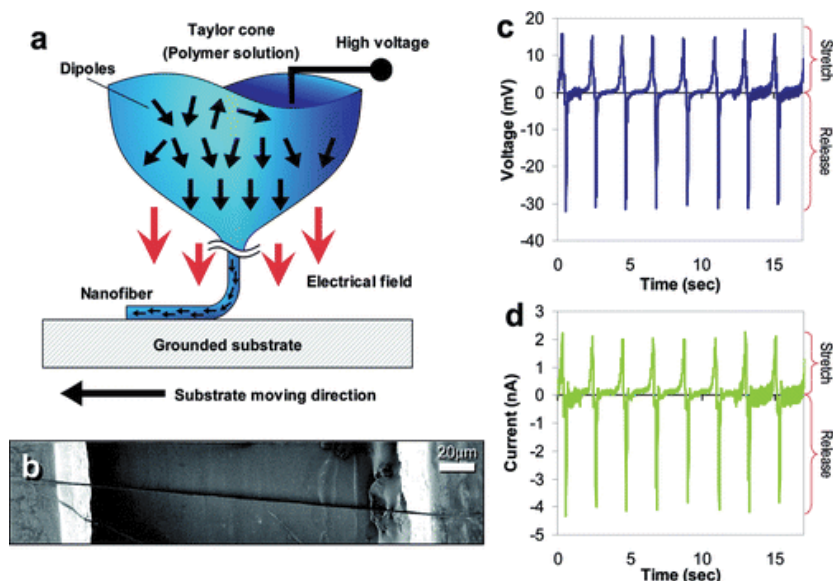 a
Taylor cone
(Polymer solution)
High voltage
Dipoles
Electrical field
Nanofiber
Grounded substrate
Substrate moving direction
b
20μm
c
20
10
0
-10
-20
-30
-40
Voltage (mV)
0
5
10
15
Time (sec)
Stretch
Release
d
3
2
1
0
-1
-2
-3
-4
-5
Current (nA)
0
5
10
15
Time (sec)
Stretch
Release